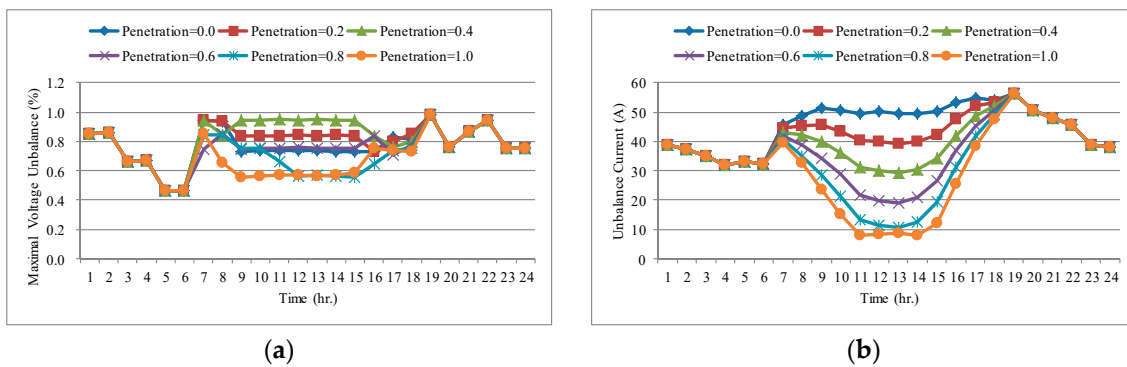 Penetration=0.0 Penetration=0.2 Penetration=0.4
Penetration=0.6 Penetration=0.8 Penetration=1.0
Maximal Voltage Unbalance (%)
1.2
1.0
0.8
0.6
0.4
0.2
0.0
1 2 3 4 5 6 7 8 9 10 11 12 13 14 15 16 17 18 19 20 21 22 23 24
Time (hr.)
(a)
Penetration=0.0 Penetration=0.2 Penetration=0.4
Penetration=0.6 Penetration=0.8 Penetration=1.0
Unbalance Current (A)
60
50
40
30
20
10
0
1 2 3 4 5 6 7 8 9 10 11 12 13 14 15 16 17 18 19 20 21 22 23 24
Time (hr.)
(b)